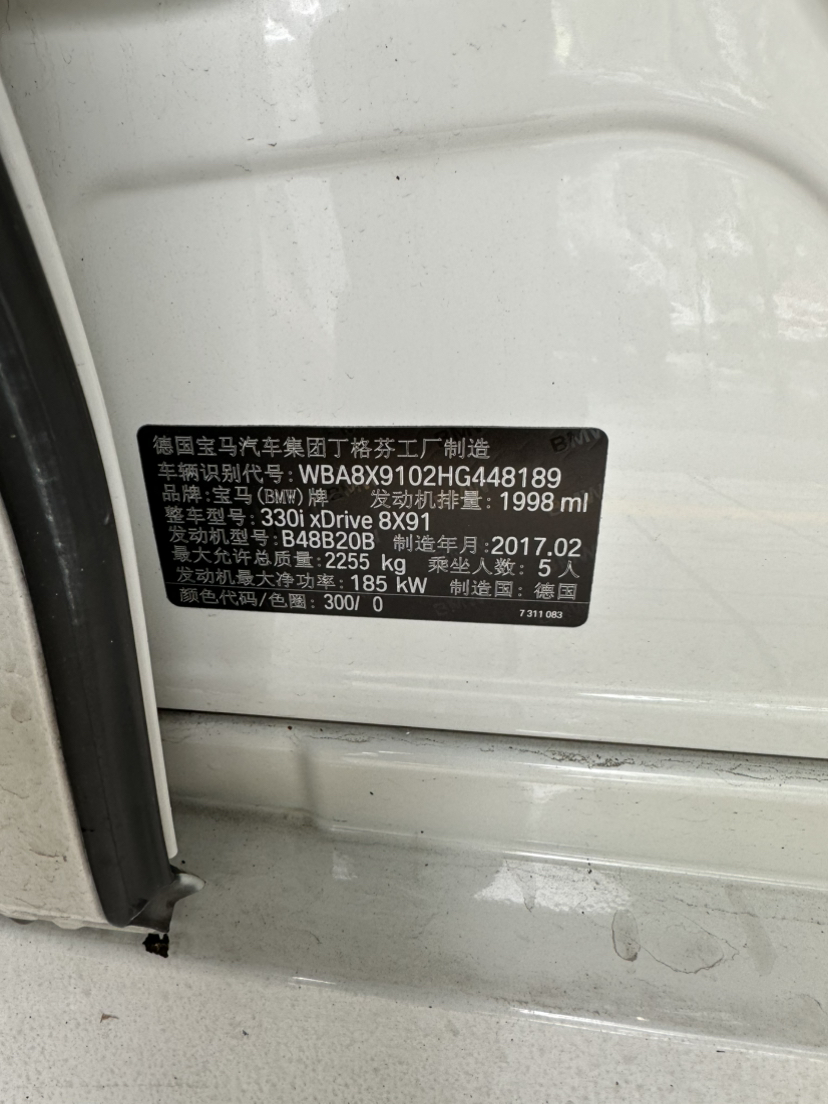 德国宝马汽车集团丁格芬工厂制造
车辆识别代号: WBA8X9102HG448189
品牌: 宝马(BMW)牌 发动机排量: 1998 ml
整车型号: 330i xDrive 8X91
发动机型号: B48B20B 制造年月: 2017.02
最大允许总质量: 2255 kg 乘坐人数: 5 人
发动机最大净功率: 185 kW 制造国: 德国
颜色代码/色圈: 300/ 0
7 311 083
BMW